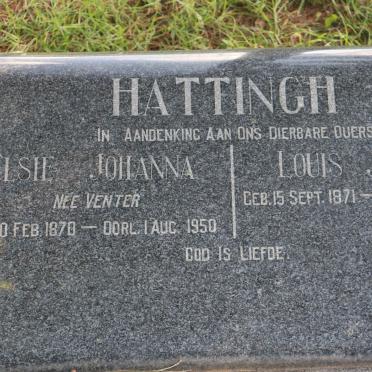 HATTINGH
IN AANDENKING AAN ONS DIERBARE OUERS
ELSIE JOHANNA
NEE VENTER
FEB. 1870 — OORL. 1 AUG. 1950
LOUIS J
GEB. 15 SEPT. 1871 —
GOD IS LIEFDE.